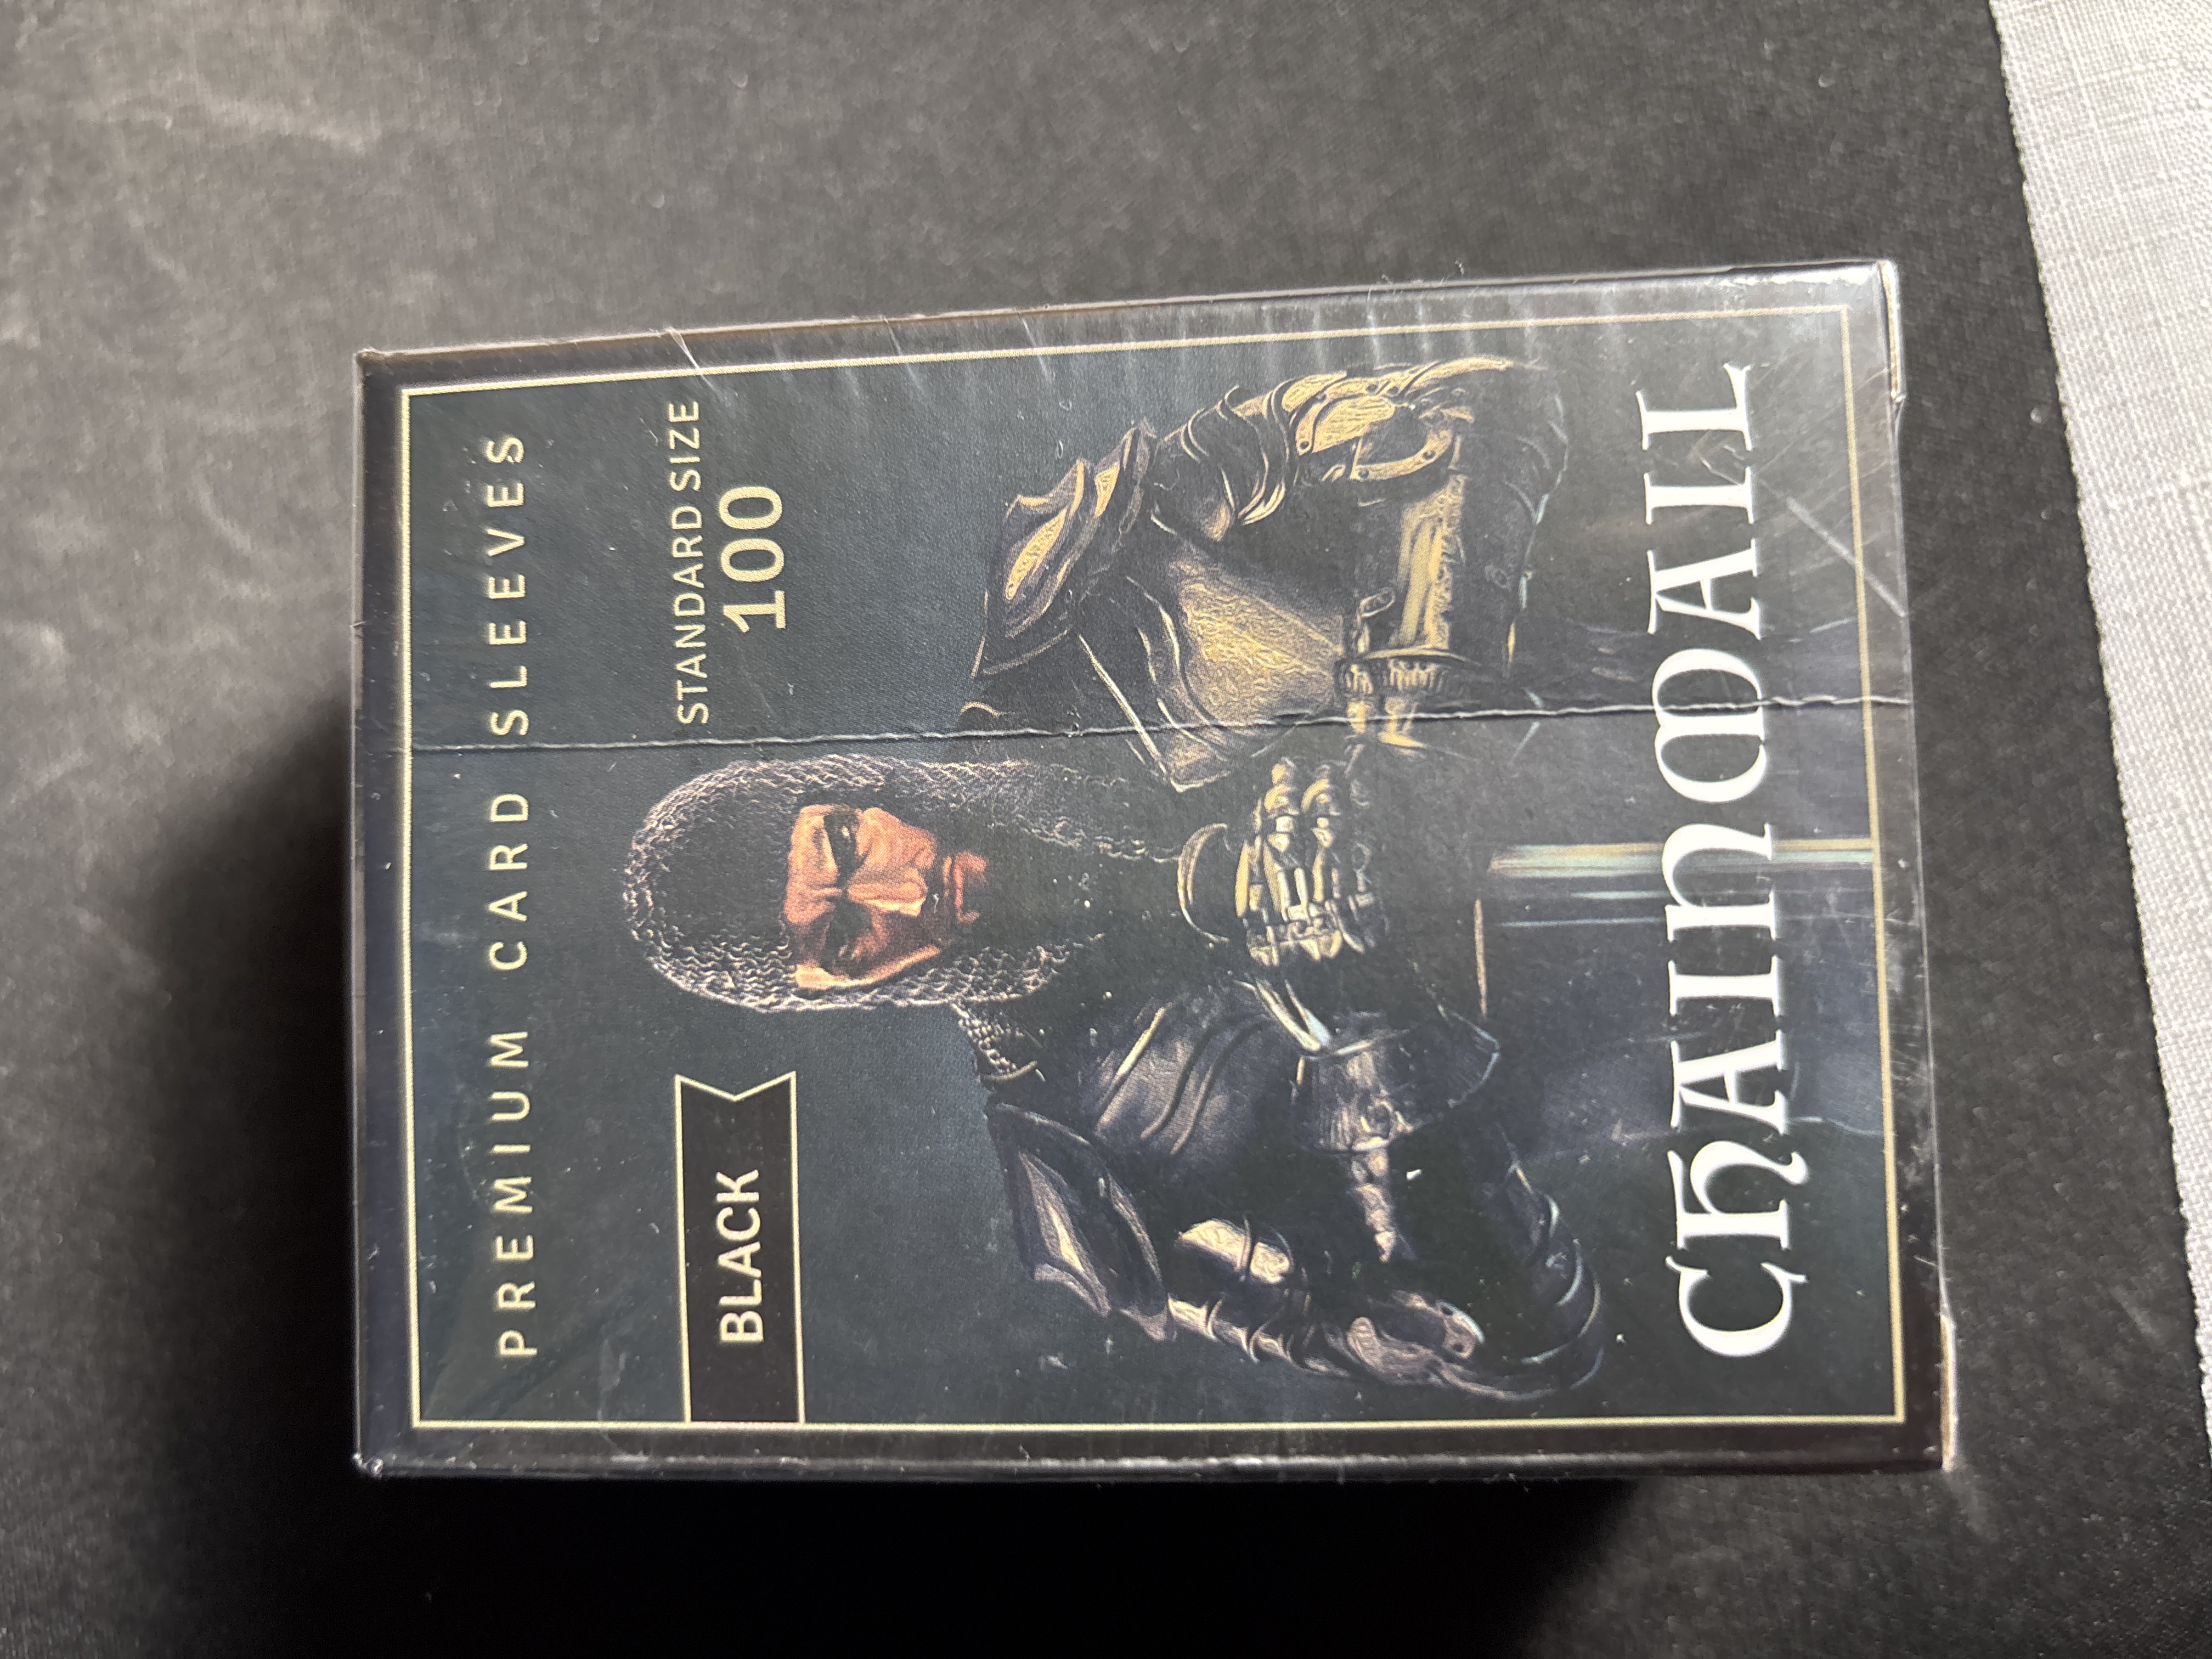 PREMIUM CARD SLEEVES
BLACK
STANDARD SIZE
100
CHAINMAIL